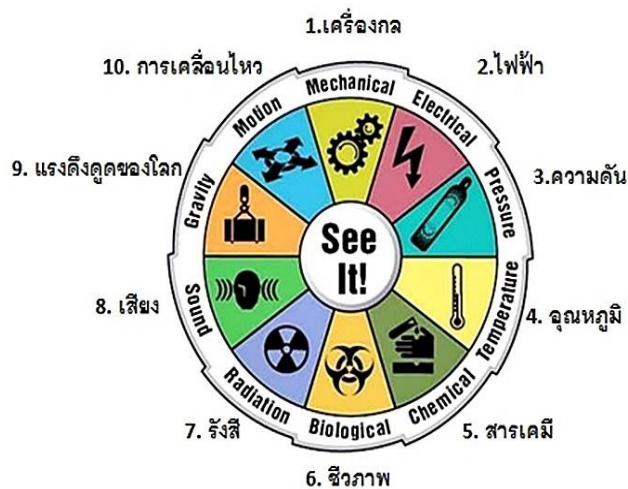 1.เครื่องกล
10. การเคลื่อนไหว
2.ไฟฟ้า
Mechanical
Motion
Electrical
9. แรงดึงดูดของโลก
3.ความดัน
Gravity
Pressure
See
It!
8. เสียง
Sound
Temperature
4. อุณหภูมิ
Radiation
Biological
Chemical
7. รังสี
5. สารเคมี
6. ชีวภาพ